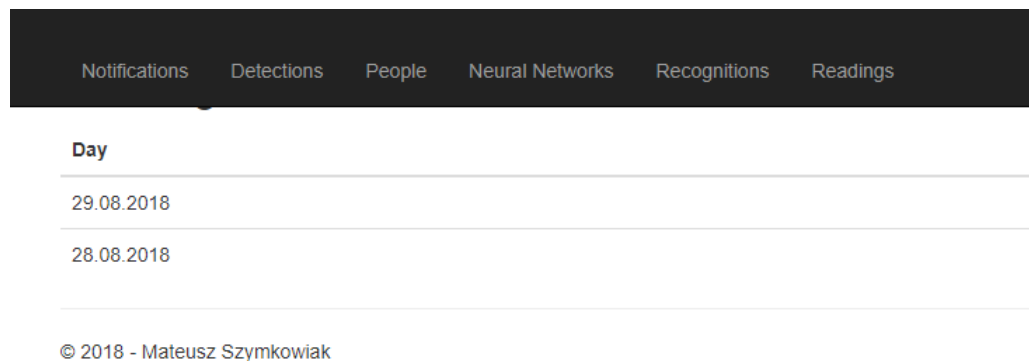 Notifications Detections People Neural Networks Recognitions Readings
Day
29.08.2018
28.08.2018
© 2018 - Mateusz Szymkowiak